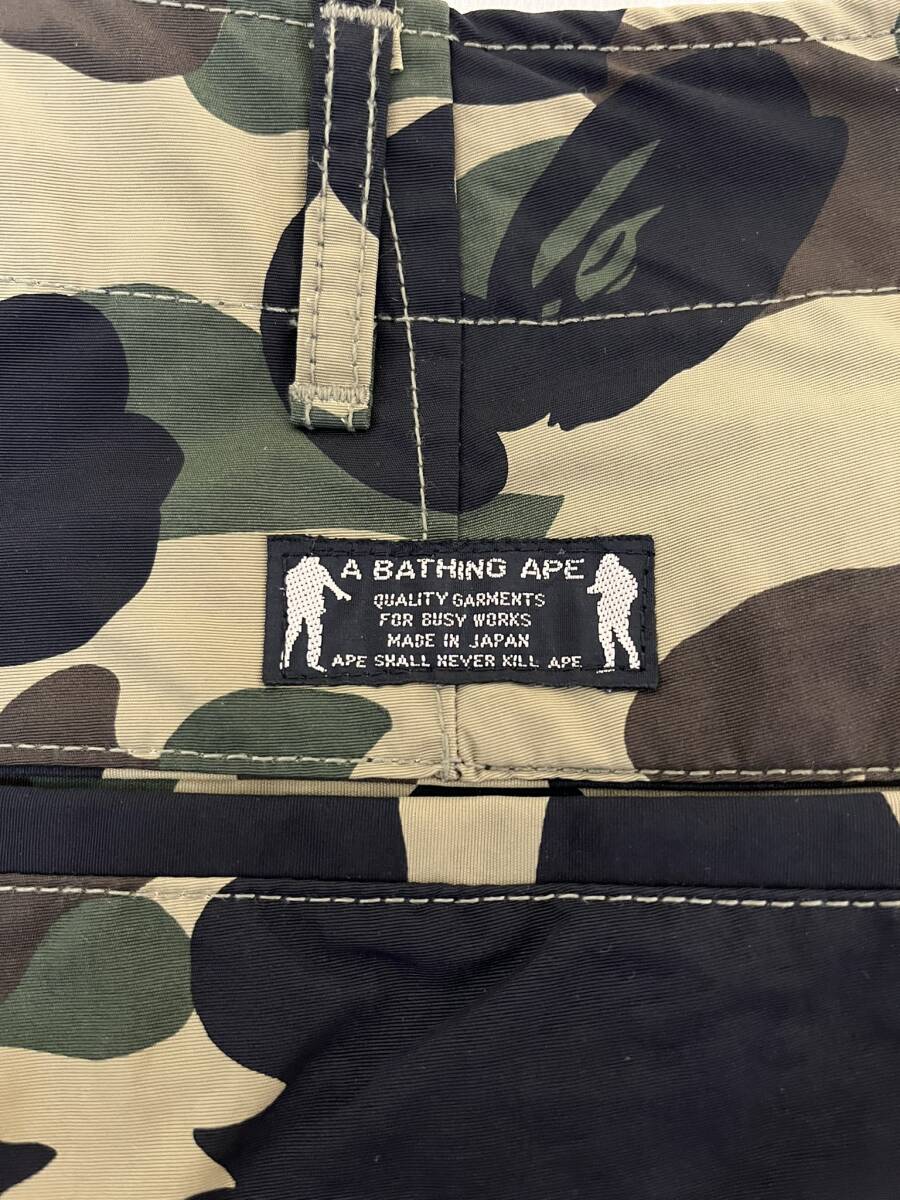 A BATHING APE
QUALITY GARMENTS
FOR BUSY WORKS
MADE IN JAPAN
APE SHALL NEVER KILL APE